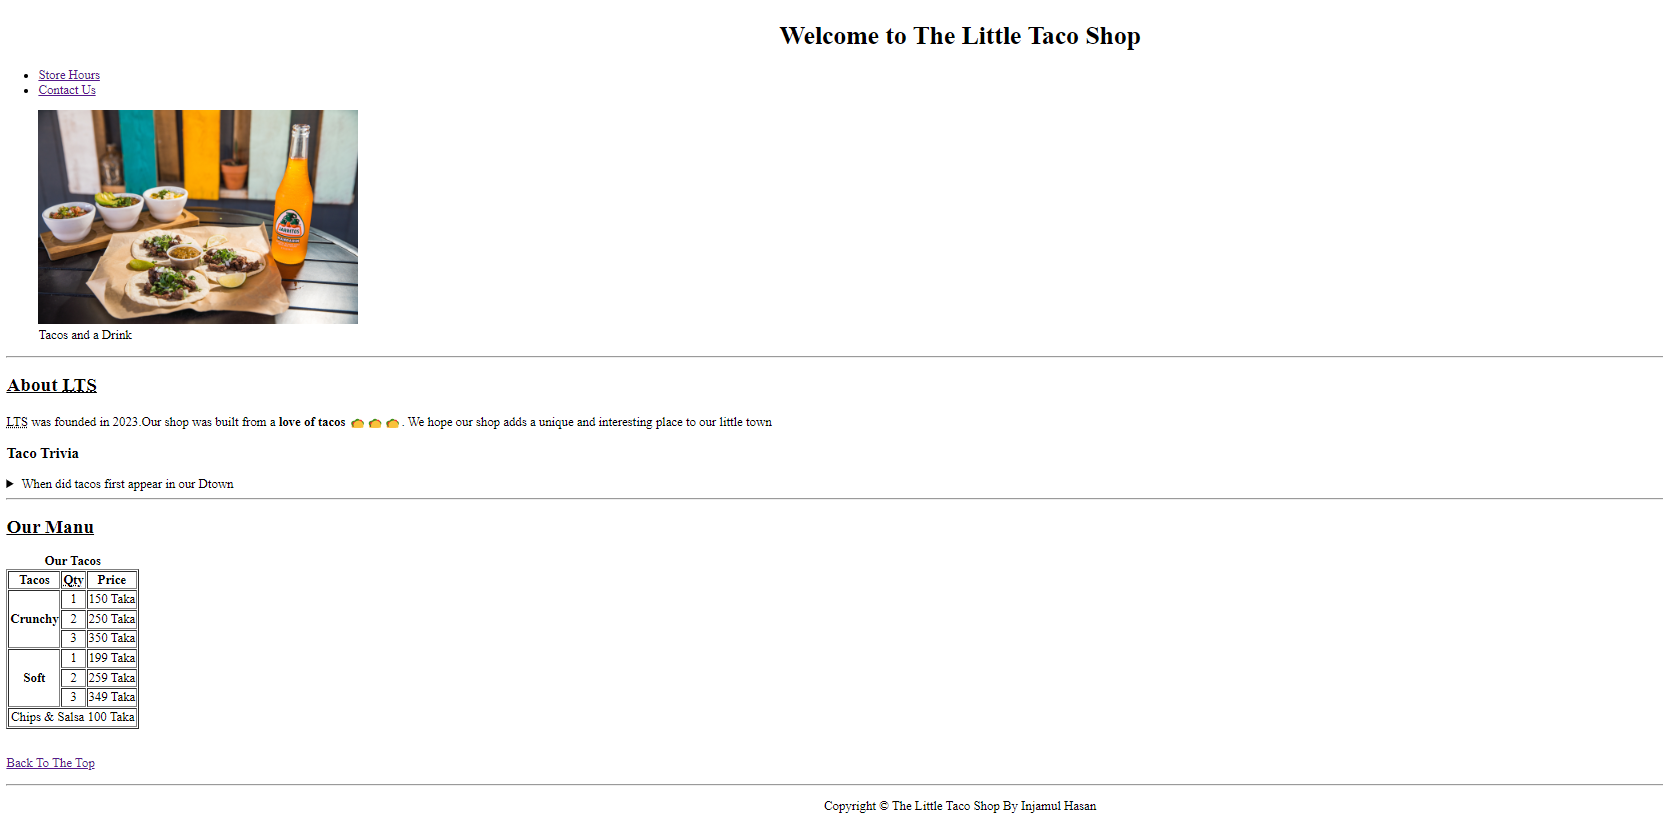 Welcome to The Little Taco Shop
Store Hours
Contact Us
JARRITOS
MANDARIN
Tacos and a Drink
About LTS
LTS was founded in 2023.Our shop was built from a love of tacos 🌮 🌮 🌮 . We hope our shop adds a unique and interesting place to our little town
Taco Trivia
▶ When did tacos first appear in our Dtown
Our Manu
Our Tacos
Tacos Qty Price
Crunchy 1 150 Taka
2 250 Taka
3 350 Taka
Soft 1 199 Taka
2 259 Taka
3 349 Taka
Chips & Salsa 100 Taka
Back To The Top
Copyright © The Little Taco Shop By Injamul Hasan